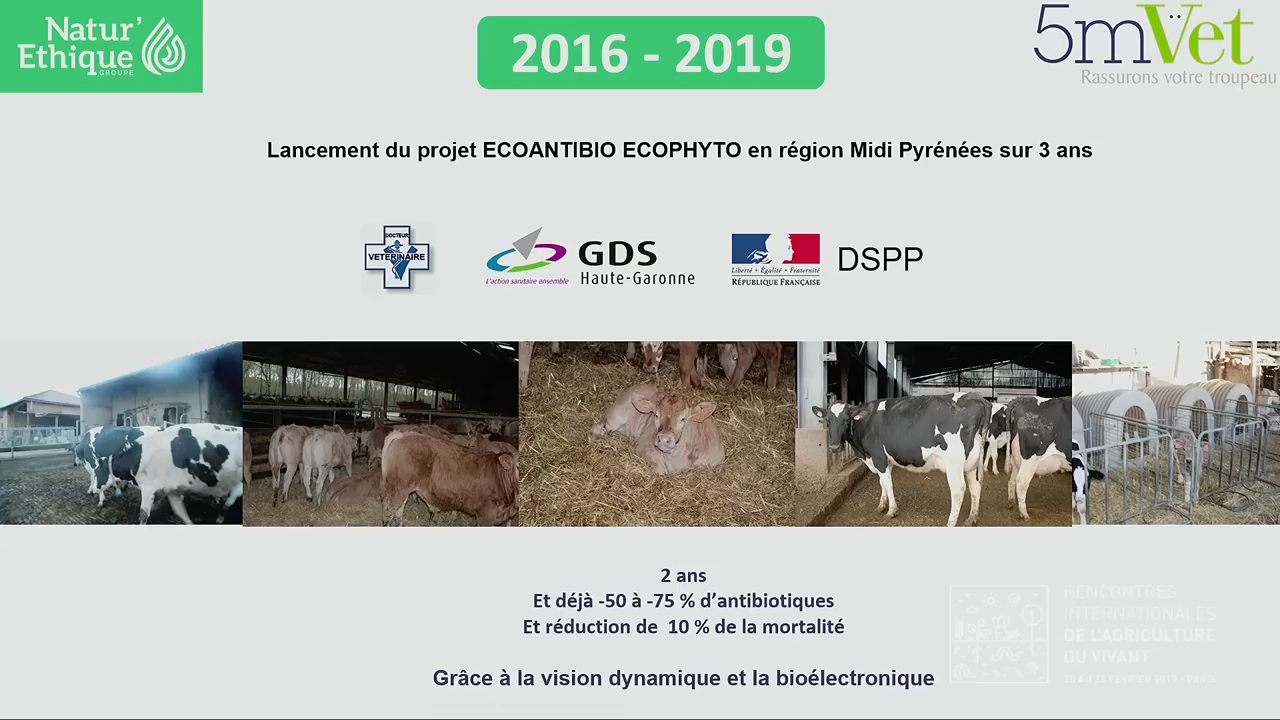 Natur'
Ethique
GROUPE
2016 - 2019
5mVet
Rassurons votre troupeau
Lancement du projet ECOANTIBIO ECOPHYTO en région Midi Pyrénées sur 3 ans
DOCTEUR
VETERINAIRE
GDS
Haute-Garonne
L'action sanitaire ensemble
Liberté • Égalité • Fraternité
RÉPUBLIQUE FRANÇAISE
DSPP
2 ans
Et déjà -50 à -75 % d'antibiotiques
Et réduction de 10 % de la mortalité
Grâce à la vision dynamique et la bioélectronique
RENCONTRES
INTERNATIONALES
DE L'AGRICULTURE
DU VIVANT